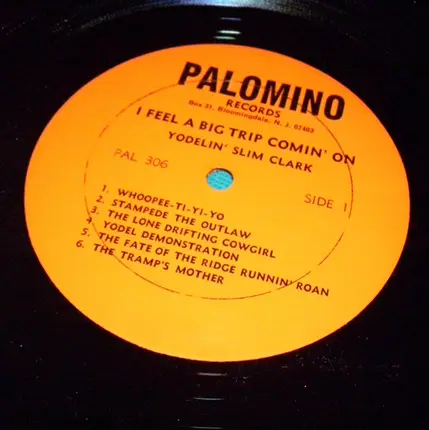 PALOMINO
RECORDS
Box 31, Bloomingdale, N. J. 07403
I FEEL A BIG TRIP COMIN' ON
YODELIN' SLIM CLARK
PAL 306
SIDE 1
1. WHOOPEE-TI-YI-YO
2. STAMPEDE THE OUTLAW
3. THE LONE DRIFTING COWGIRL
4. YODEL DEMONSTRATION
5. THE FATE OF THE RIDGE RUNNIN' ROAN
6. THE TRAMP'S MOTHER